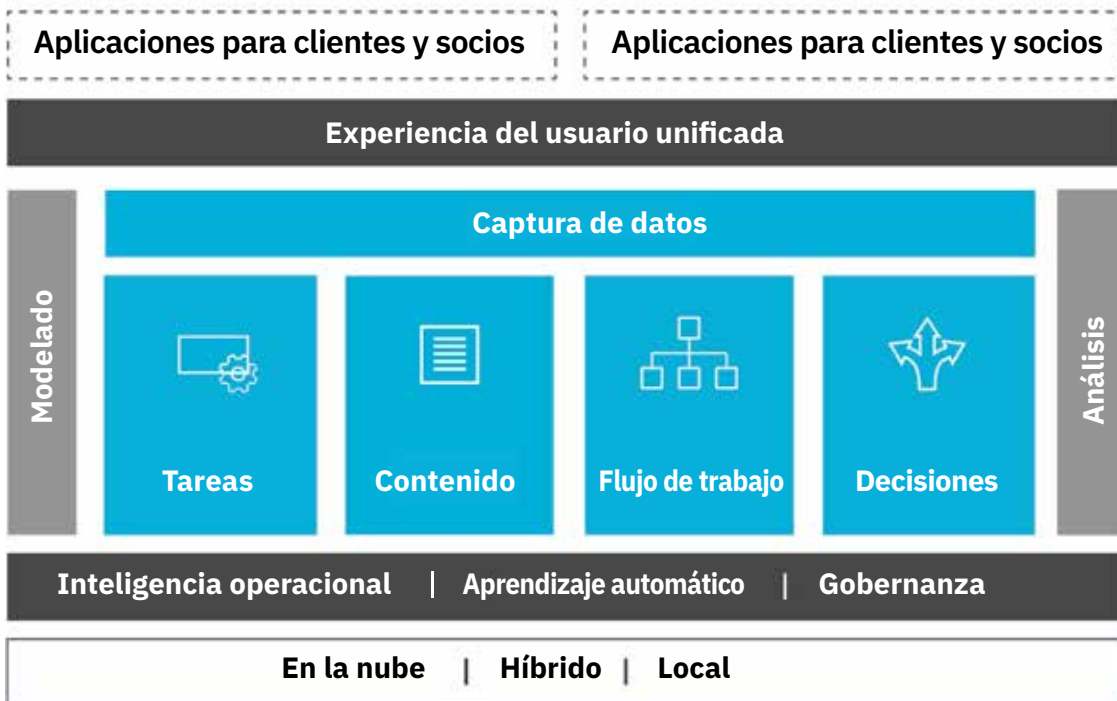 Aplicaciones para clientes y socios
Aplicaciones para clientes y socios
Experiencia del usuario unificada
Modelado
Captura de datos
Tareas
Contenido
Flujo de trabajo
Decisiones
Análisis
Inteligencia operacional | Aprendizaje automático | Gobernanza
En la nube | Híbrido | Local